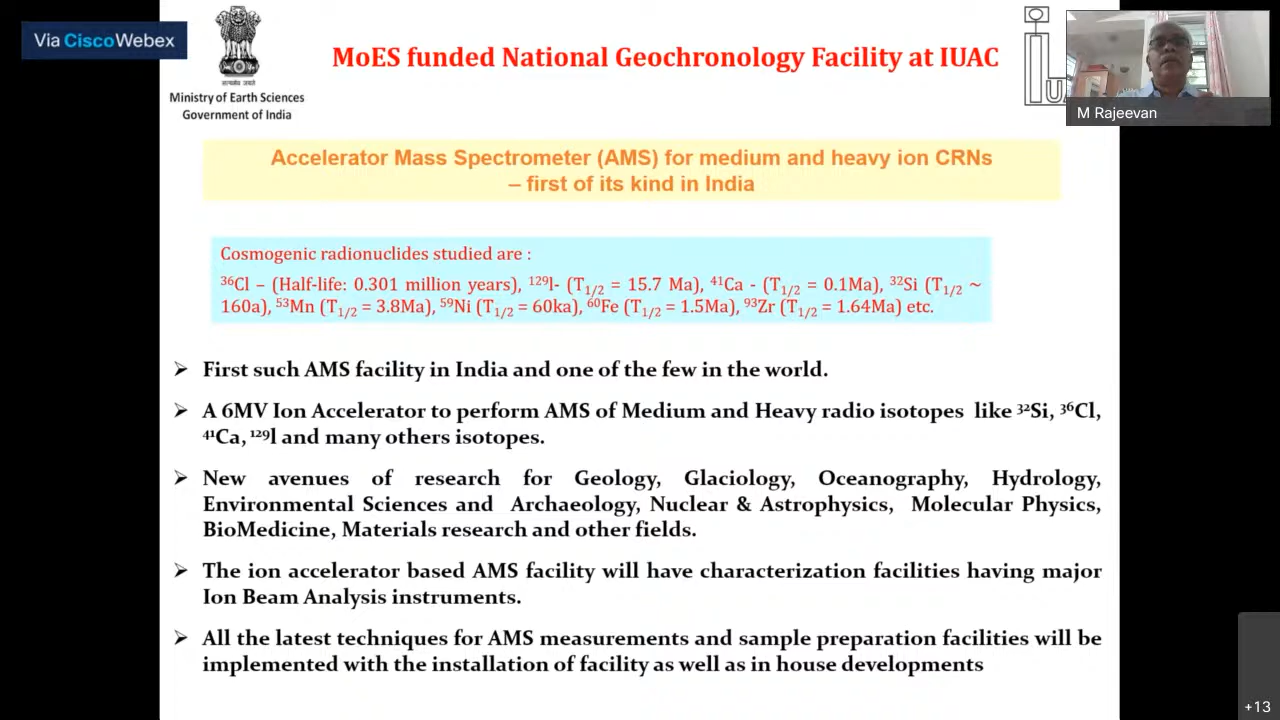 Via CiscoWebex
Ministry of Earth Sciences
Government of India
MoES funded National Geochronology Facility at IUAC
M Rajeevan
Accelerator Mass Spectrometer (AMS) for medium and heavy ion CRNs
– first of its kind in India
Cosmogenic radionuclides studied are :
³⁶Cl – (Half-life: 0.301 million years), ¹²⁹I- (T₁/₂ = 15.7 Ma), ⁴¹Ca - (T₁/₂ = 0.1Ma), ³²Si (T₁/₂ ~
160a), ⁵³Mn (T₁/₂ = 3.8Ma), ⁵⁹Ni (T₁/₂ = 60ka), ⁶⁰Fe (T₁/₂ = 1.5Ma), ⁹³Zr (T₁/₂ = 1.64Ma) etc.
➢ First such AMS facility in India and one of the few in the world.
➢ A 6MV Ion Accelerator to perform AMS of Medium and Heavy radio isotopes like ³²Si, ³⁶Cl,
⁴¹Ca, ¹²⁹I and many others isotopes.
➢ New avenues of research for Geology, Glaciology, Oceanography, Hydrology,
Environmental Sciences and Archaeology, Nuclear & Astrophysics, Molecular Physics,
BioMedicine, Materials research and other fields.
➢ The ion accelerator based AMS facility will have characterization facilities having major
Ion Beam Analysis instruments.
➢ All the latest techniques for AMS measurements and sample preparation facilities will be
implemented with the installation of facility as well as in house developments
+13